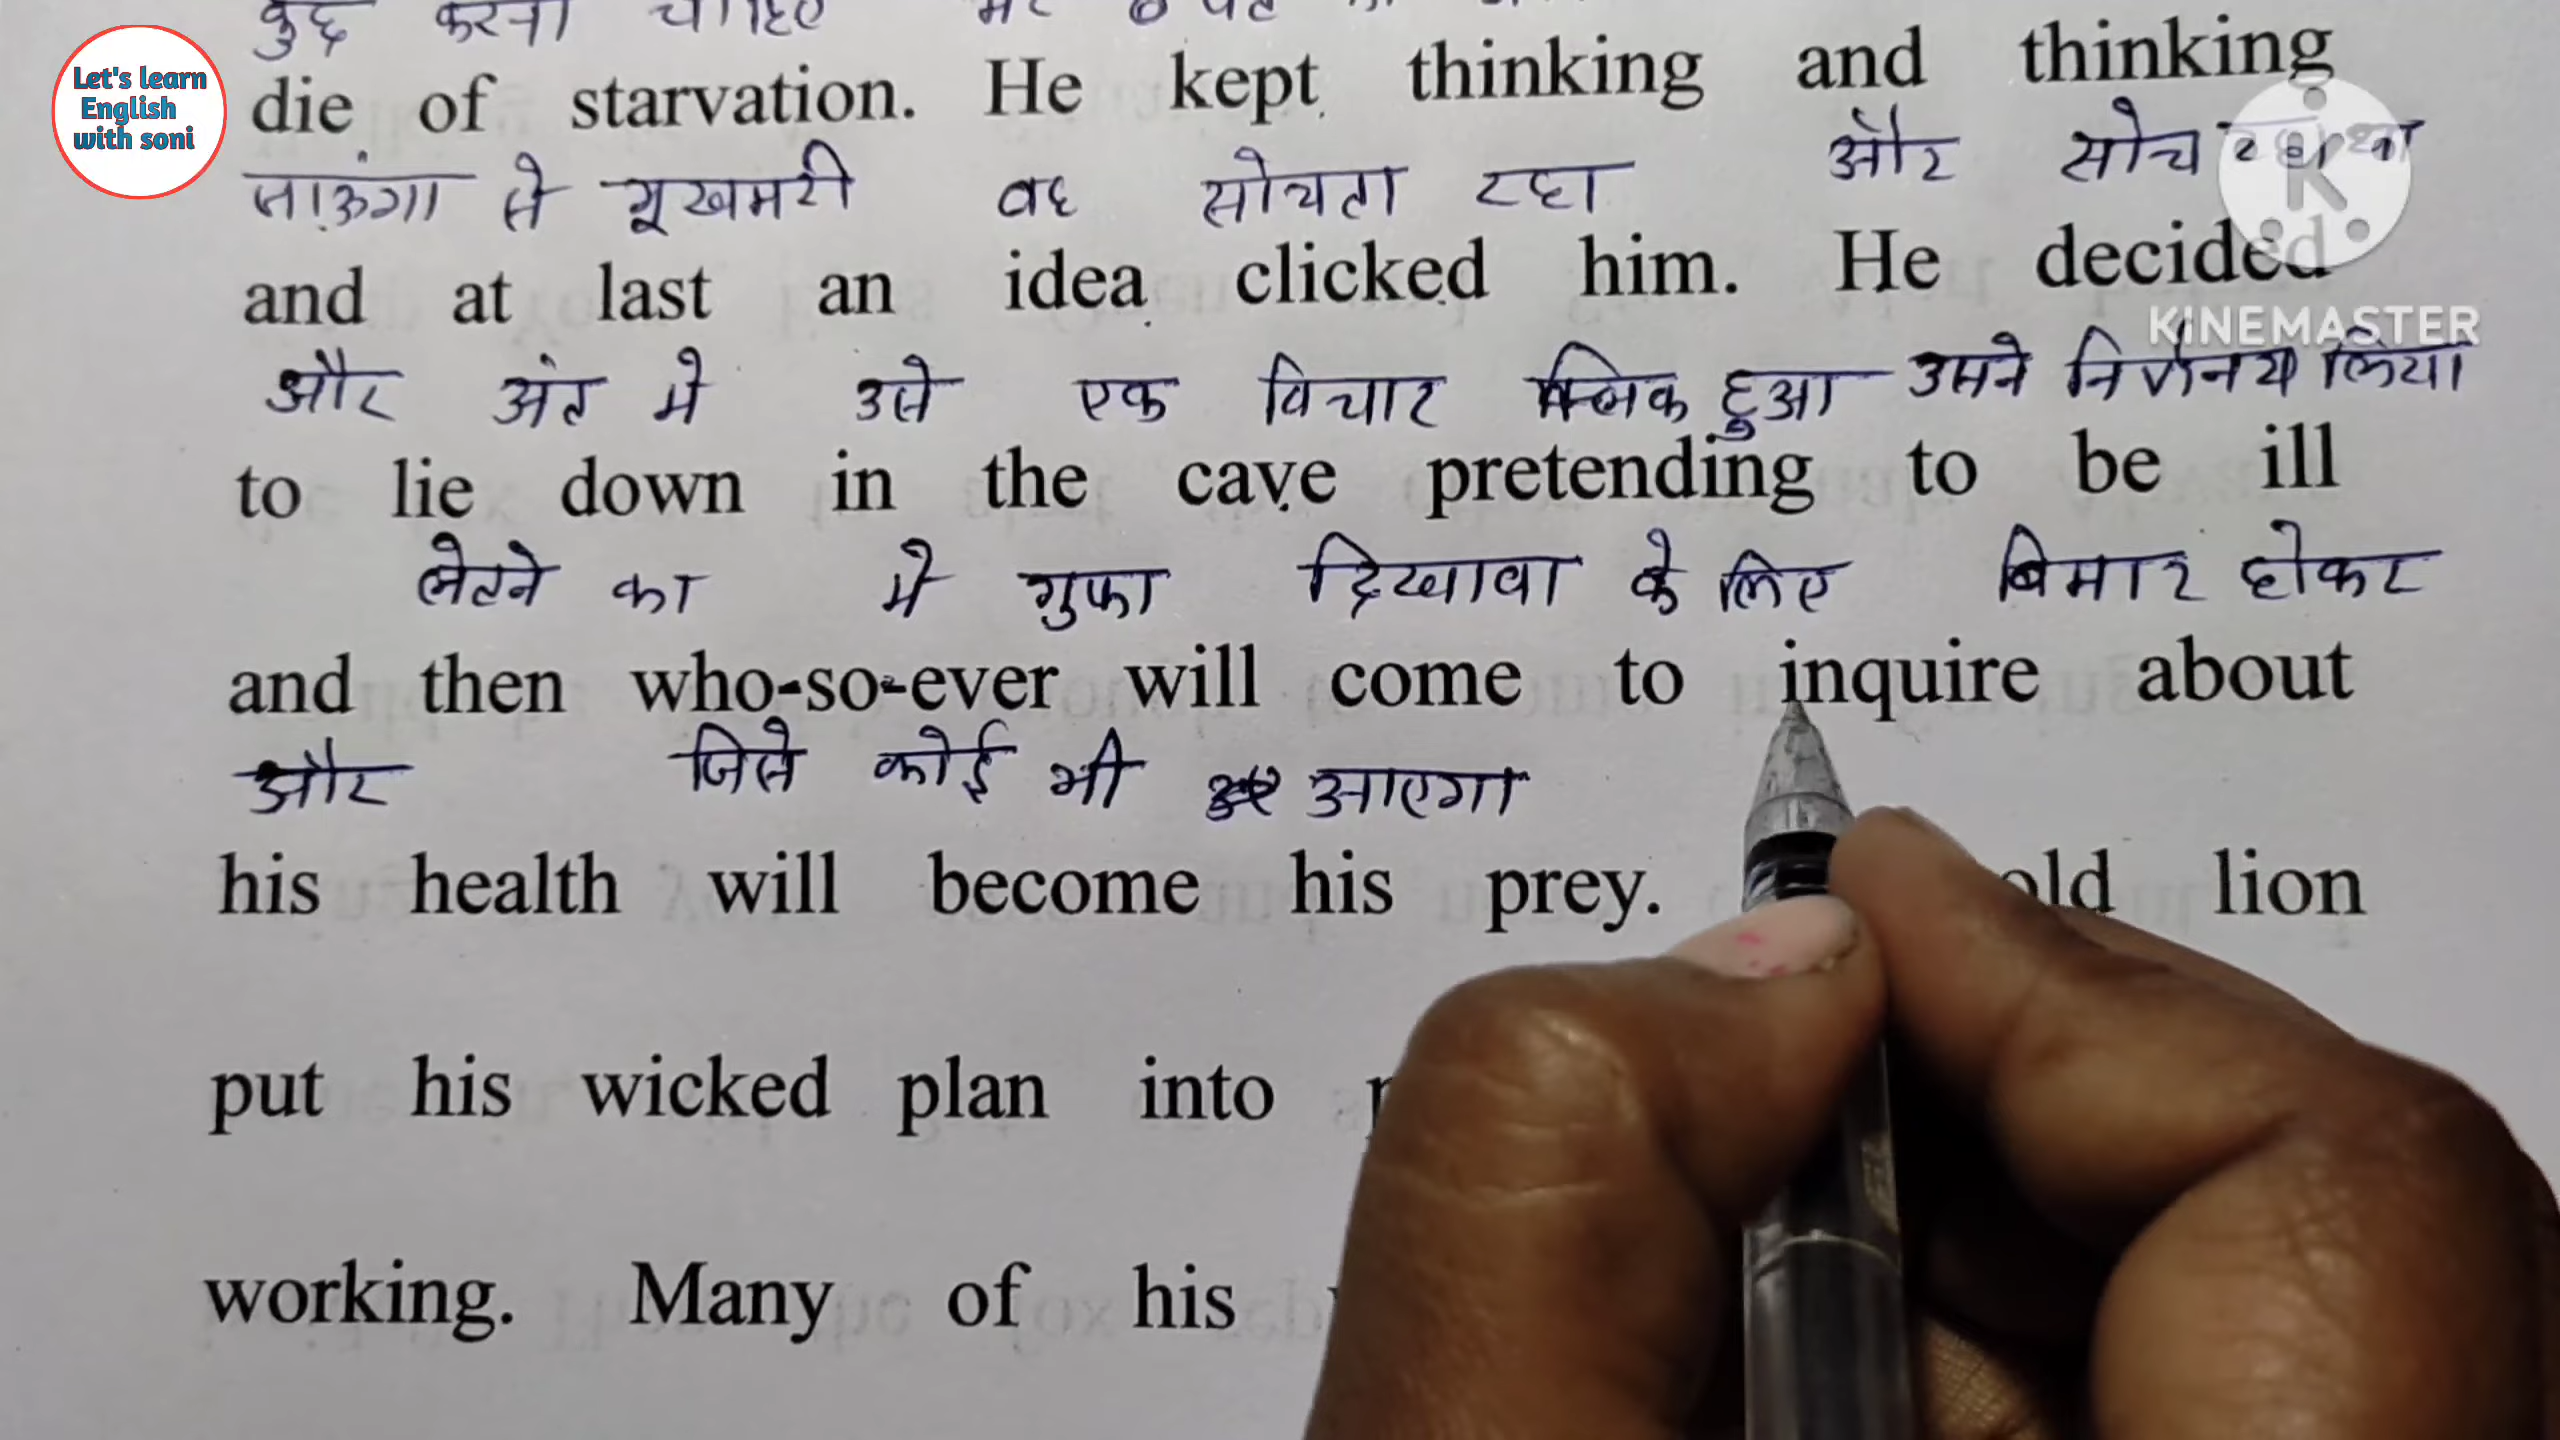 Let's learn
English
with soni
करना चाहिए
die of starvation. He kept thinking and thinking
जाऊंगा से भूखमरी वह सोचता रहा और सोच रहा था
and at last an idea clicked him. He decided
KINEMASTER
और अंत मे उसे एक विचार क्लिक हुआ उसने लिया
to lie down in the cave pretending to be ill
लेटने का मे गुफा दिखावा के लिए बिमार होकर
and then who-so-ever will come to inquire about
और जिसे कोई भी आएगा
his health will become his prey. old lion
put his wicked plan into
working. Many of his